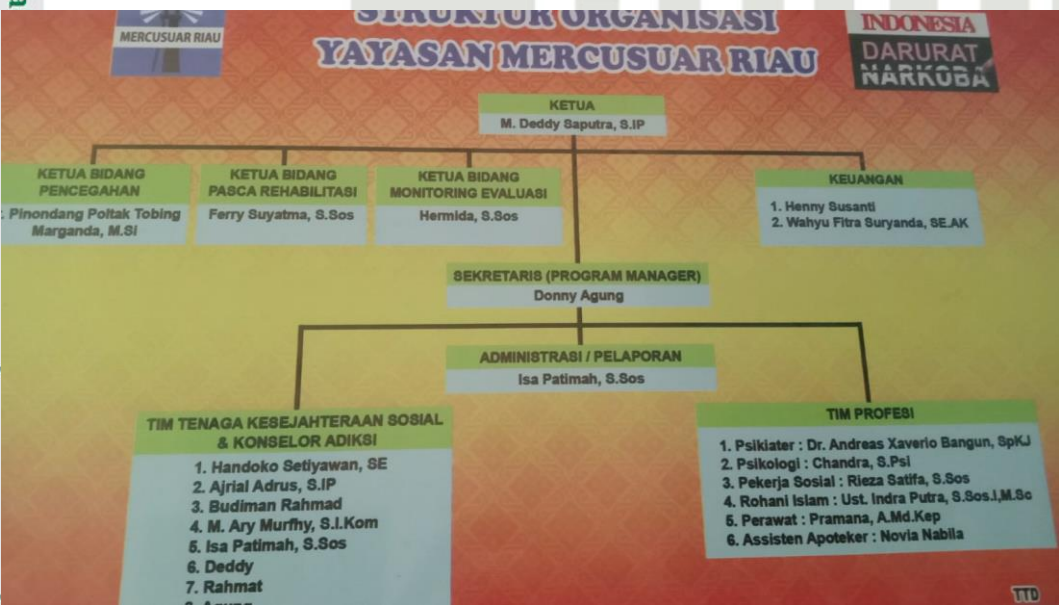 MERCUSUAR RIAU
STRUKTUR ORGANISASI
YAYASAN MERCUSUAR RIAU
INDONESIA
DARURAT
NARKOBA
KETUA
M. Deddy Saputra, S.IP
KETUA BIDANG
PENCEGAHAN
Pinondang Poltak Tobing
Marganda, M.Si
KETUA BIDANG
PASCA REHABILITASI
Ferry Suyatma, S.Sos
KETUA BIDANG
MONITORING EVALUASI
Hermida, S.Sos
KEUANGAN
1. Henny Susanti
2. Wahyu Fitra Suryanda, SE.AK
SEKRETARIS (PROGRAM MANAGER)
Donny Agung
ADMINISTRASI / PELAPORAN
Isa Patimah, S.Sos
TIM TENAGA KESEJAHTERAAN SOSIAL
& KONSELOR ADIKSI
1. Handoko Setiyawan, SE
2. Ajrial Adrus, S.IP
3. Budiman Rahmad
4. M. Ary Murfhy, S.I.Kom
5. Isa Patimah, S.Sos
6. Deddy
7. Rahmat
8. Agung
TIM PROFESI
1. Psikiater : Dr. Andreas Xaverio Bangun, SpKJ
2. Psikologi : Chandra, S.Psi
3. Pekerja Sosial : Rieza Satifa, S.Sos
4. Rohani Islam : Ust. Indra Putra, S.Sos.I,M.Sc
5. Perawat : Pramana, A.Md.Kep
6. Assisten Apoteker : Novia Nabila
TTD